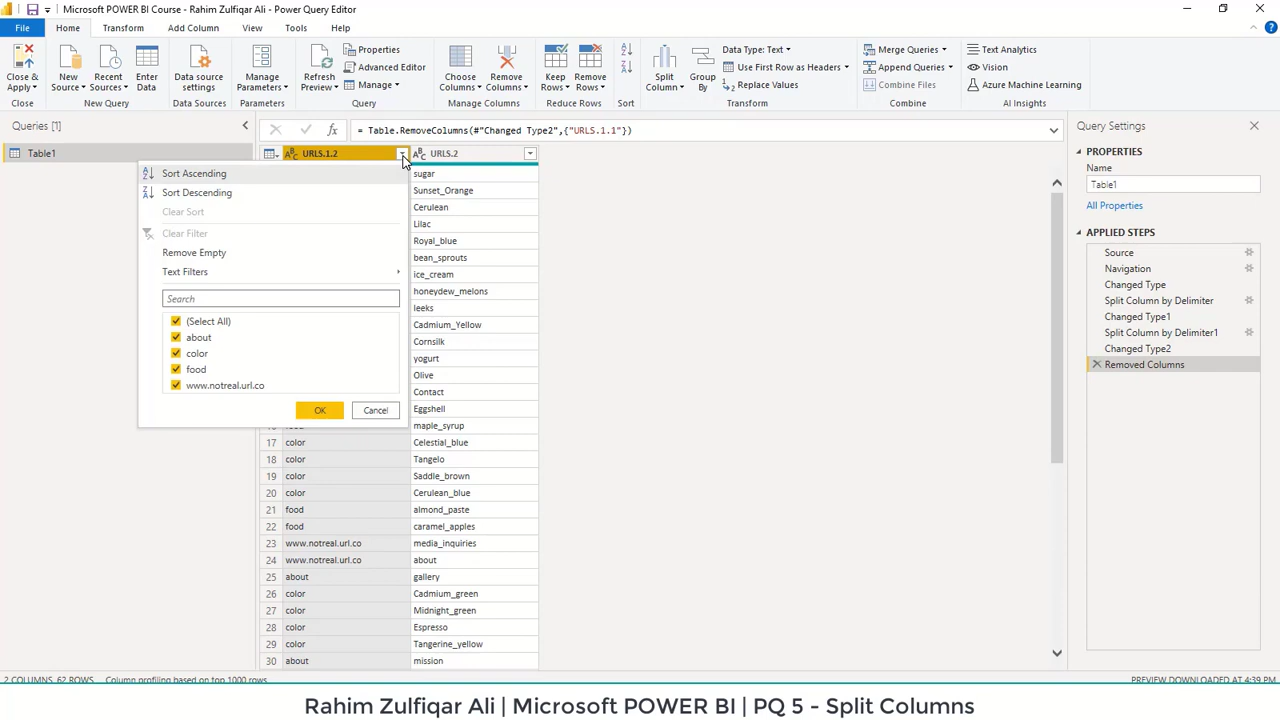 Microsoft POWER BI Course - Rahim Zulfiqar Ali - Power Query Editor
File Home Transform Add Column View Tools Help
Close & Apply
New Source
Recent Sources
Enter Data
Data source settings
Manage Parameters
Refresh Preview
Properties
Advanced Editor
Manage
Choose Columns
Remove Columns
Keep Rows
Remove Rows
Split Column
Group By
Data Type: Text
Use First Row as Headers
Replace Values
Merge Queries
Append Queries
Combine Files
Text Analytics
Vision
Azure Machine Learning
Close New Query Data Sources Parameters Query Manage Columns Reduce Rows Sort Transform Combine AI Insights
Queries [1]
Table1
= Table.RemoveColumns(#"Changed Type2",{"URLS.1.1"})
URLS.1.2 URLS.2
Sort Ascending
Sort Descending
Clear Sort
Clear Filter
Remove Empty
Text Filters
Search
(Select All)
about
color
food
www.notreal.url.co
OK Cancel
sugar
Sunset_Orange
Cerulean
Lilac
Royal_blue
bean_sprouts
ice_cream
honeydew_melons
leeks
Cadmium_Yellow
Cornsilk
yogurt
Olive
Contact
Eggshell
maple_syrup
17 color Celestial_blue
18 color Tangelo
19 color Saddle_brown
20 color Cerulean_blue
21 food almond_paste
22 food caramel_apples
23 www.notreal.url.co media_inquiries
24 www.notreal.url.co about
25 about gallery
26 color Cadmium_green
27 color Midnight_green
28 color Espresso
29 color Tangerine_yellow
30 about mission
Query Settings
PROPERTIES
Name
Table1
All Properties
APPLIED STEPS
Source
Navigation
Changed Type
Split Column by Delimiter
Changed Type1
Split Column by Delimiter1
Changed Type2
Removed Columns
2 COLUMNS, 62 ROWS Column profiling based on top 1000 rows
PREVIEW DOWNLOADED AT 4:39 PM
Rahim Zulfiqar Ali | Microsoft POWER BI | PQ 5 - Split Columns